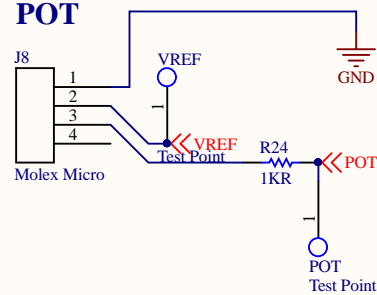 POT
J8
VREF
1
2
3
4
1
GND
VREF
Test Point
R24
POT
1KR
Molex Micro
1
POT
Test Point